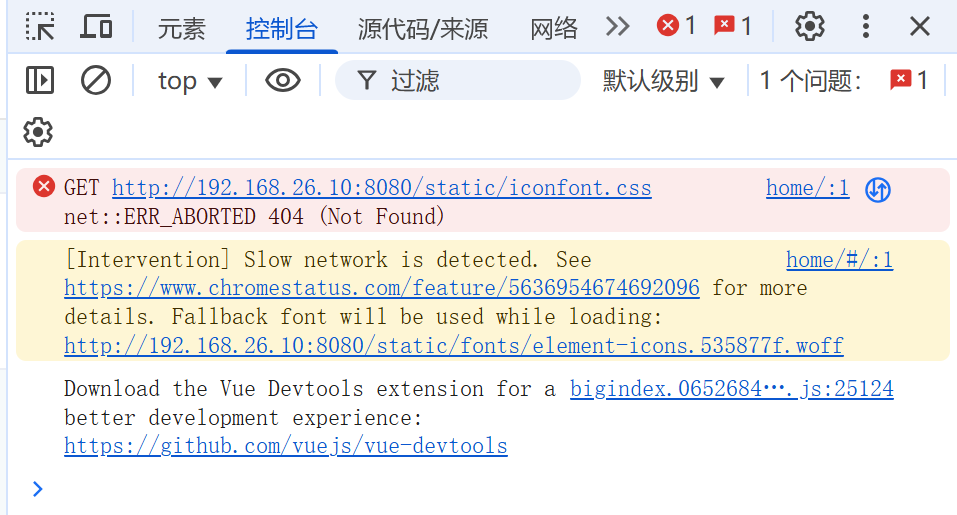 元素 控制台 源代码/来源 网络 1 1
top 过滤 默认级别 1 个问题: 1
GET http://192.168.26.10:8080/static/iconfont.css home/:1
net::ERR_ABORTED 404 (Not Found)
[Intervention] Slow network is detected. See home/#/:1
https://www.chromestatus.com/feature/5636954674692096 for more
details. Fallback font will be used while loading:
http://192.168.26.10:8080/static/fonts/element-icons.535877f.woff
Download the Vue Devtools extension for a bigindex.0652684….js:25124
better development experience:
https://github.com/vuejs/vue-devtools